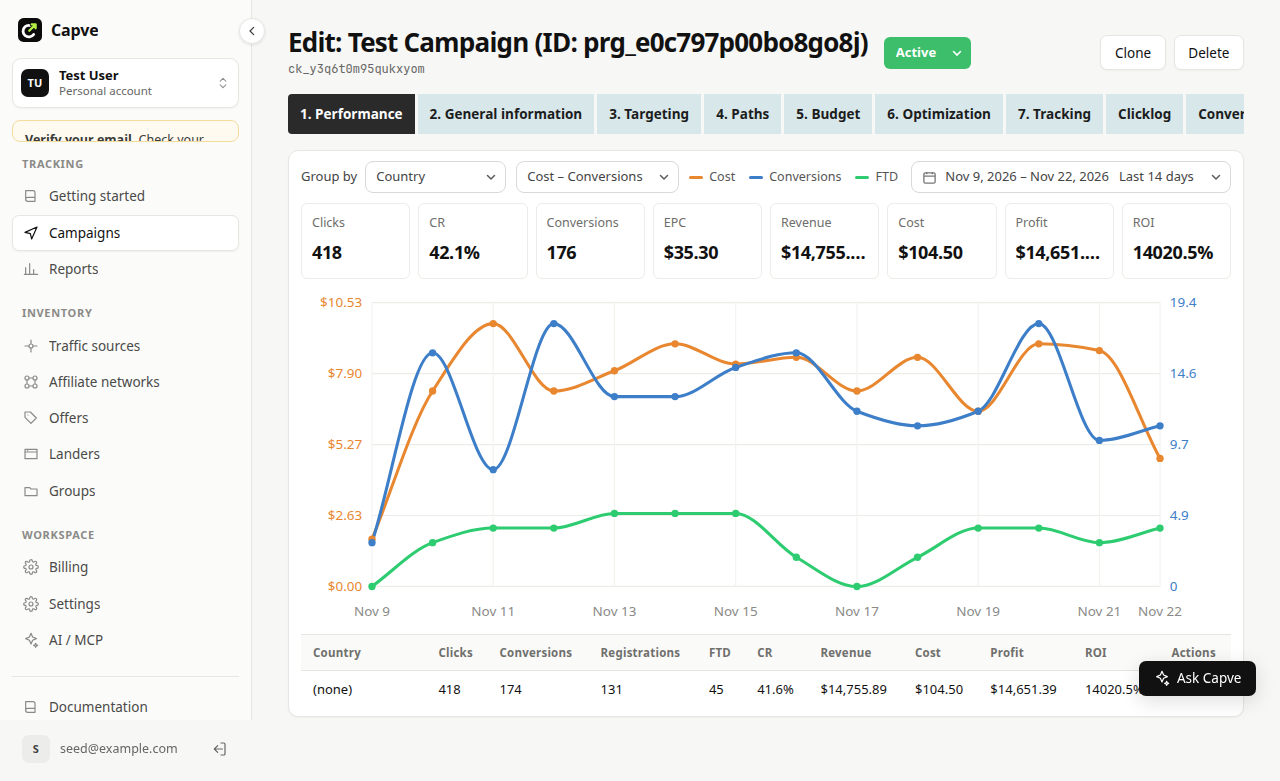 Capve
TU
Test User
Personal account
Verify your email. Check your
TRACKING
Getting started
Campaigns
Reports
INVENTORY
Traffic sources
Affiliate networks
Offers
Landers
Groups
WORKSPACE
Billing
Settings
AI / MCP
Documentation
S
seed@example.com
Edit: Test Campaign (ID: prg_e0c797p00bo8go8j)
ck_y3q6t0m95qukxyom
Active
Clone
Delete
1. Performance
2. General information
3. Targeting
4. Paths
5. Budget
6. Optimization
7. Tracking
Clicklog
Conver
Group by
Country
Cost – Conversions
Cost
Conversions
FTD
Nov 9, 2026 – Nov 22, 2026
Last 14 days
Clicks
418
CR
42.1%
Conversions
176
EPC
$35.30
Revenue
$14,755....
Cost
$104.50
Profit
$14,651....
ROI
14020.5%
$10.53
$7.90
$5.27
$2.63
$0.00
19.4
14.6
9.7
4.9
0
Nov 9
Nov 11
Nov 13
Nov 15
Nov 17
Nov 19
Nov 21
Nov 22
Country Clicks Conversions Registrations FTD CR Revenue Cost Profit ROI Actions
(none) 418 174 131 45 41.6% $14,755.89 $104.50 $14,651.39 14020.5%
Ask Capve